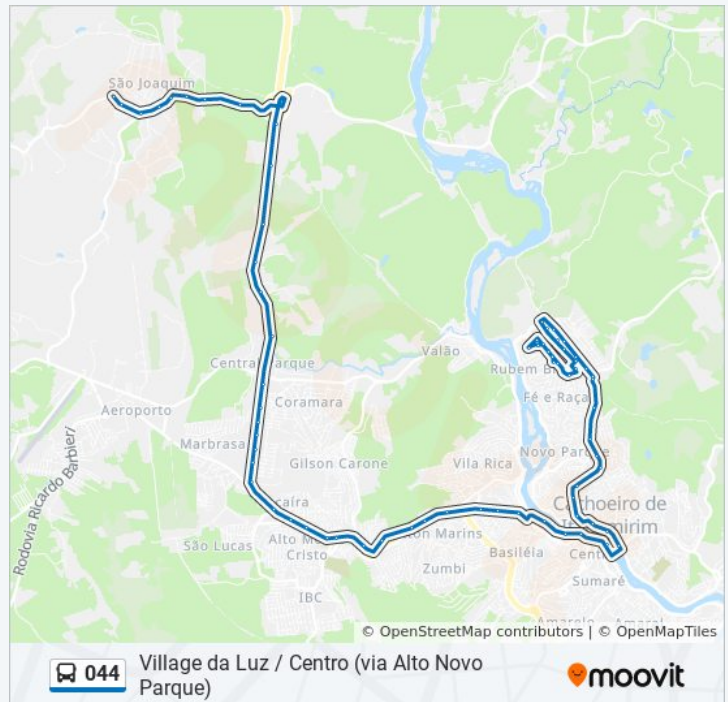 São Joaquim
Valão
Central Parque
Rubem B
Coramara
Fé e Raça
Aeroporto
Marbrasa
Gilson Carone
Vila Rica
Novo Parque
Rodovia Ricardo Barbieri
São Lucas
Alto Mo
Cristo
Basiléia
Zumbi
Cachoeiro de
Centro
Sumaré
IBC
© OpenStreetMap contributors | © OpenMapTiles
044
Village da Luz / Centro (via Alto Novo
Parque)
moovit